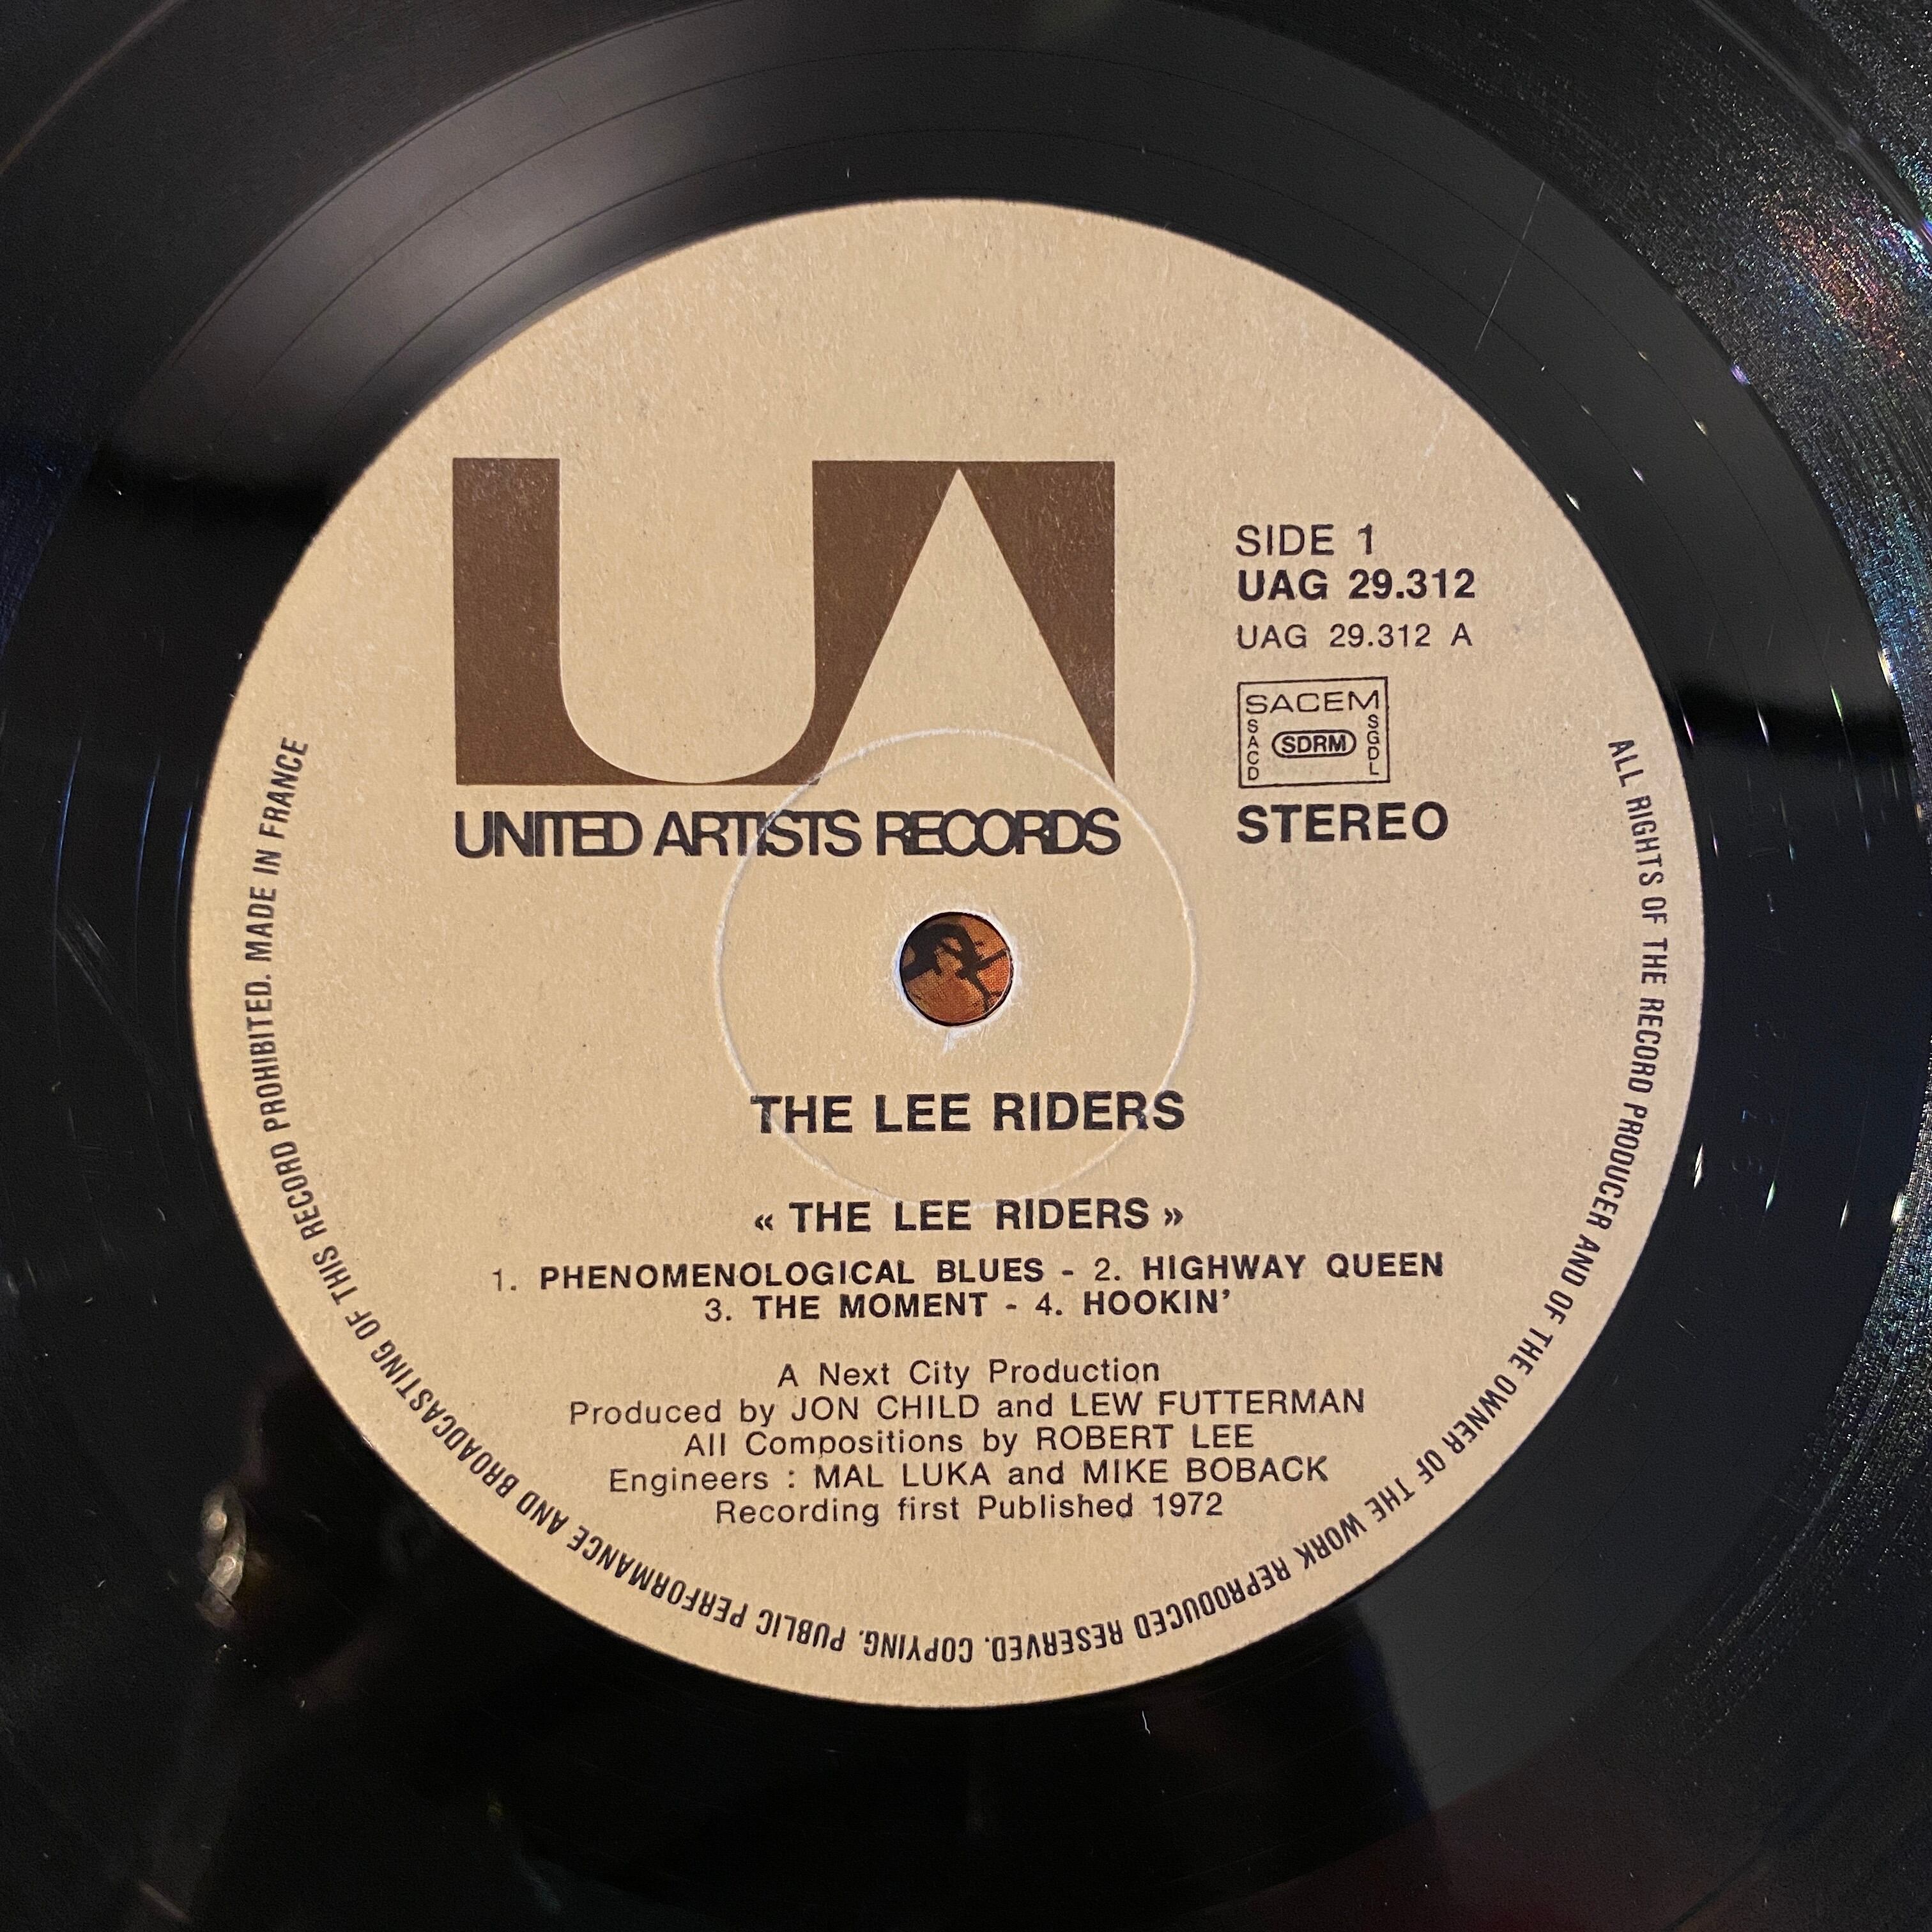 UA
UNITED ARTISTS RECORDS
SIDE 1
UAG 29.312
UAG 29.312 A
SACEM
SACD
SDRM
SGDL
STEREO
THE LEE RIDERS
« THE LEE RIDERS »
1. PHENOMENOLOGICAL BLUES - 2. HIGHWAY QUEEN
3. THE MOMENT - 4. HOOKIN’
A Next City Production
Produced by JON CHILD and LEW FUTTERMAN
All Compositions by ROBERT LEE
Engineers : MAL LUKA and MIKE BOBACK
Recording first Published 1972
ALL RIGHTS OF THE RECORD PRODUCER AND OF THE OWNER OF THE WORK REPRODUCED RESERVED. COPYING. PUBLIC PERFORMANCE AND BROADCASTING OF THIS RECORD PROHIBITED. MADE IN FRANCE